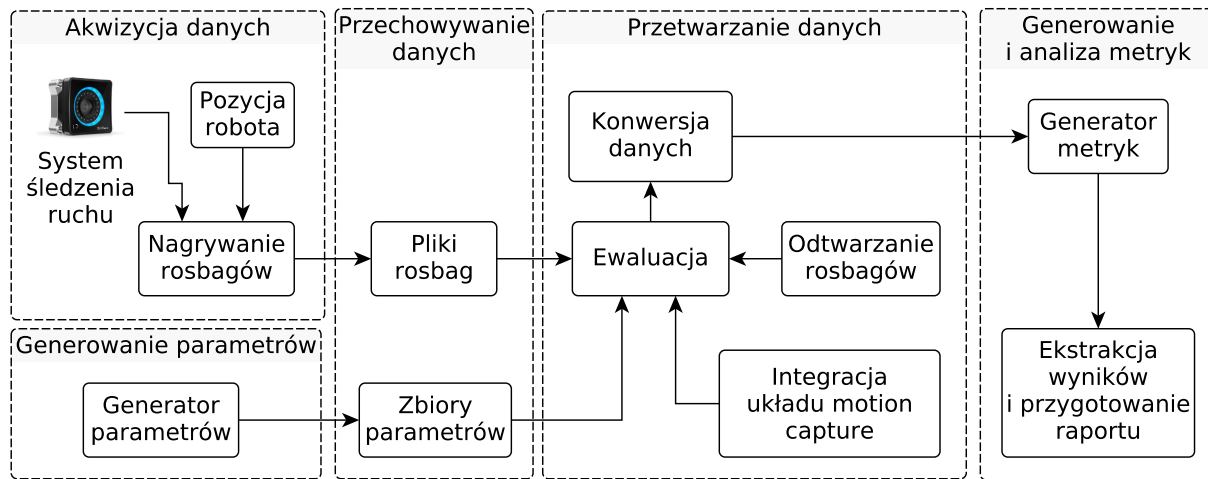 Akwizycja danych
System
śledzenia
ruchu
Pozycja
robota
Nagrywanie
rosbagów
Generowanie parametrów
Generator
parametrów
Przechowywanie
danych
Pliki
rosbag
Zbiory
parametrów
Przetwarzanie danych
Konwersja
danych
Ewaluacja
Odtwarzanie
rosbagów
Integracja
układu motion
capture
Generowanie
i analiza metryk
Generator
metryk
Ekstrakcja
wyników
i przygotowanie
raportu